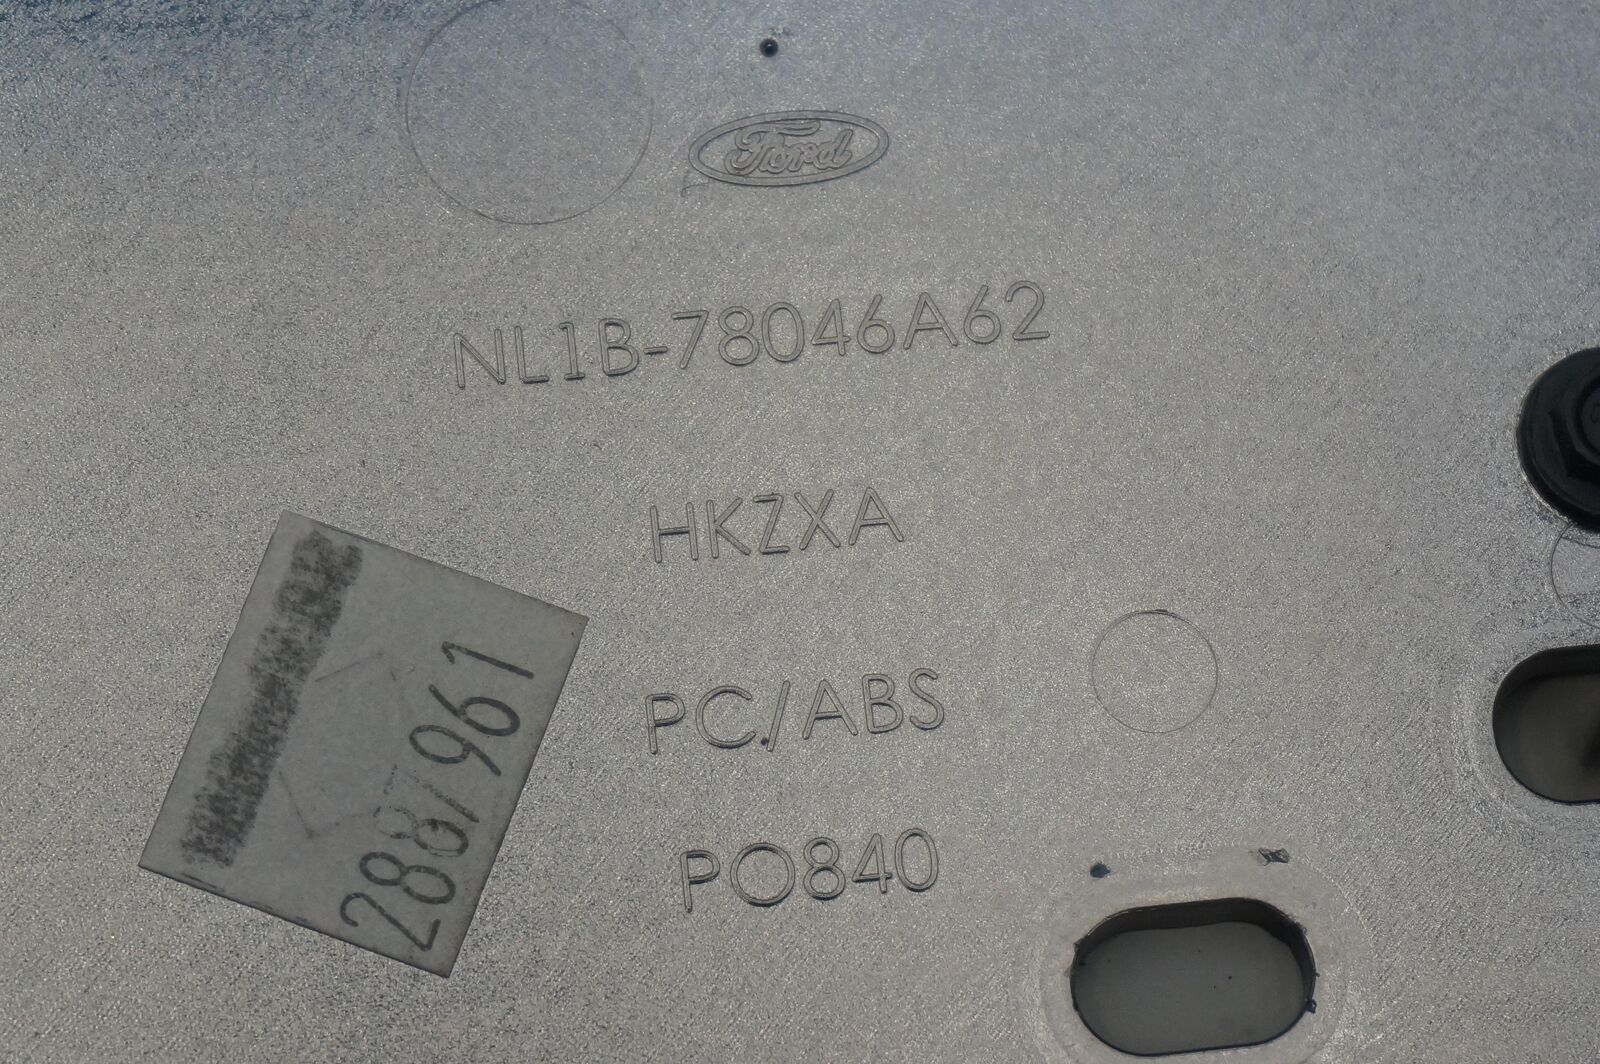 Ford
NL1B-78046A62
HKZXA
PC/ABS
PO840
2887961